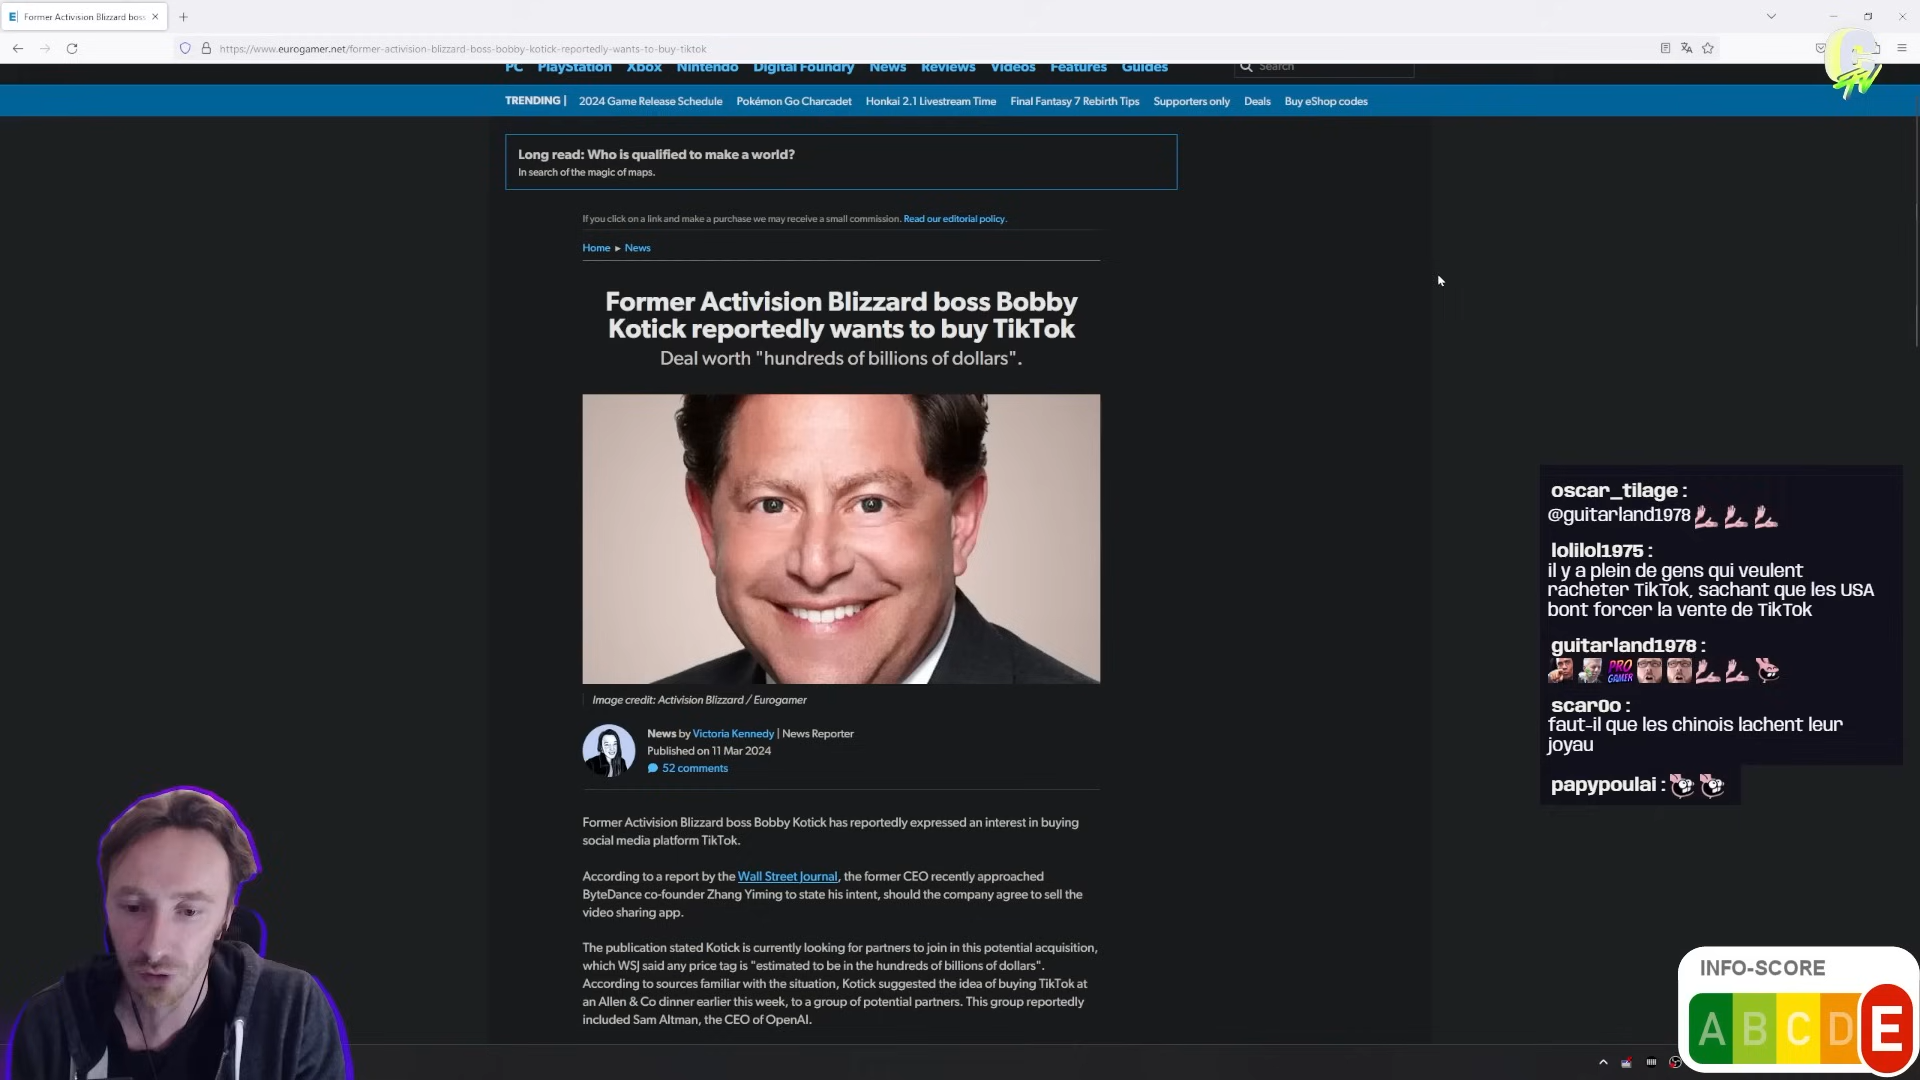 Former Activision Blizzard boss
https://www.eurogamer.net/former-activision-blizzard-boss-bobby-kotick-reportedly-wants-to-buy-tiktok
PC PlayStation Xbox Nintendo Digital Foundry News Reviews Videos Features Guides
Search
TRENDING | 2024 Game Release Schedule Pokémon Go Charcadet Honkai 2.1 Livestream Time Final Fantasy 7 Rebirth Tips Supporters only Deals Buy eShop codes
Long read: Who is qualified to make a world?
In search of the magic of maps.
If you click on a link and make a purchase we may receive a small commission. Read our editorial policy.
Home ▸ News
Former Activision Blizzard boss Bobby
Kotick reportedly wants to buy TikTok
Deal worth "hundreds of billions of dollars".
Image credit: Activision Blizzard / Eurogamer
News by Victoria Kennedy | News Reporter
Published on 11 Mar 2024
52 comments
Former Activision Blizzard boss Bobby Kotick has reportedly expressed an interest in buying
social media platform TikTok.
According to a report by the Wall Street Journal, the former CEO recently approached
ByteDance co-founder Zhang Yiming to state his intent, should the company agree to sell the
video sharing app.
The publication stated Kotick is currently looking for partners to join in this potential acquisition,
which WSJ said any price tag is "estimated to be in the hundreds of billions of dollars".
According to sources familiar with the situation, Kotick suggested the idea of buying TikTok at
an Allen & Co dinner earlier this week, to a group of potential partners. This group reportedly
included Sam Altman, the CEO of OpenAI.
oscar_tilage :
@guitarland1978
lolilol1975 :
il y a plein de gens qui veulent
racheter TikTok, sachant que les USA
bont forcer la vente de TikTok
guitarland1978 :
PRO
GAMER
scar0o :
faut-il que les chinois lachent leur
joyau
papypoulai :
INFO-SCORE
A B C D E